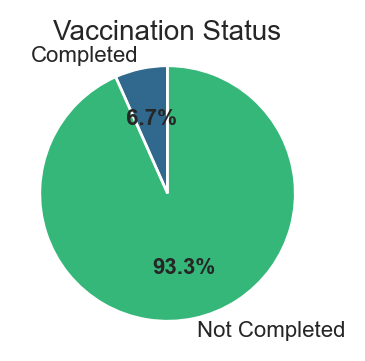 Vaccination Status
Completed
6.7%
93.3%
Not Completed